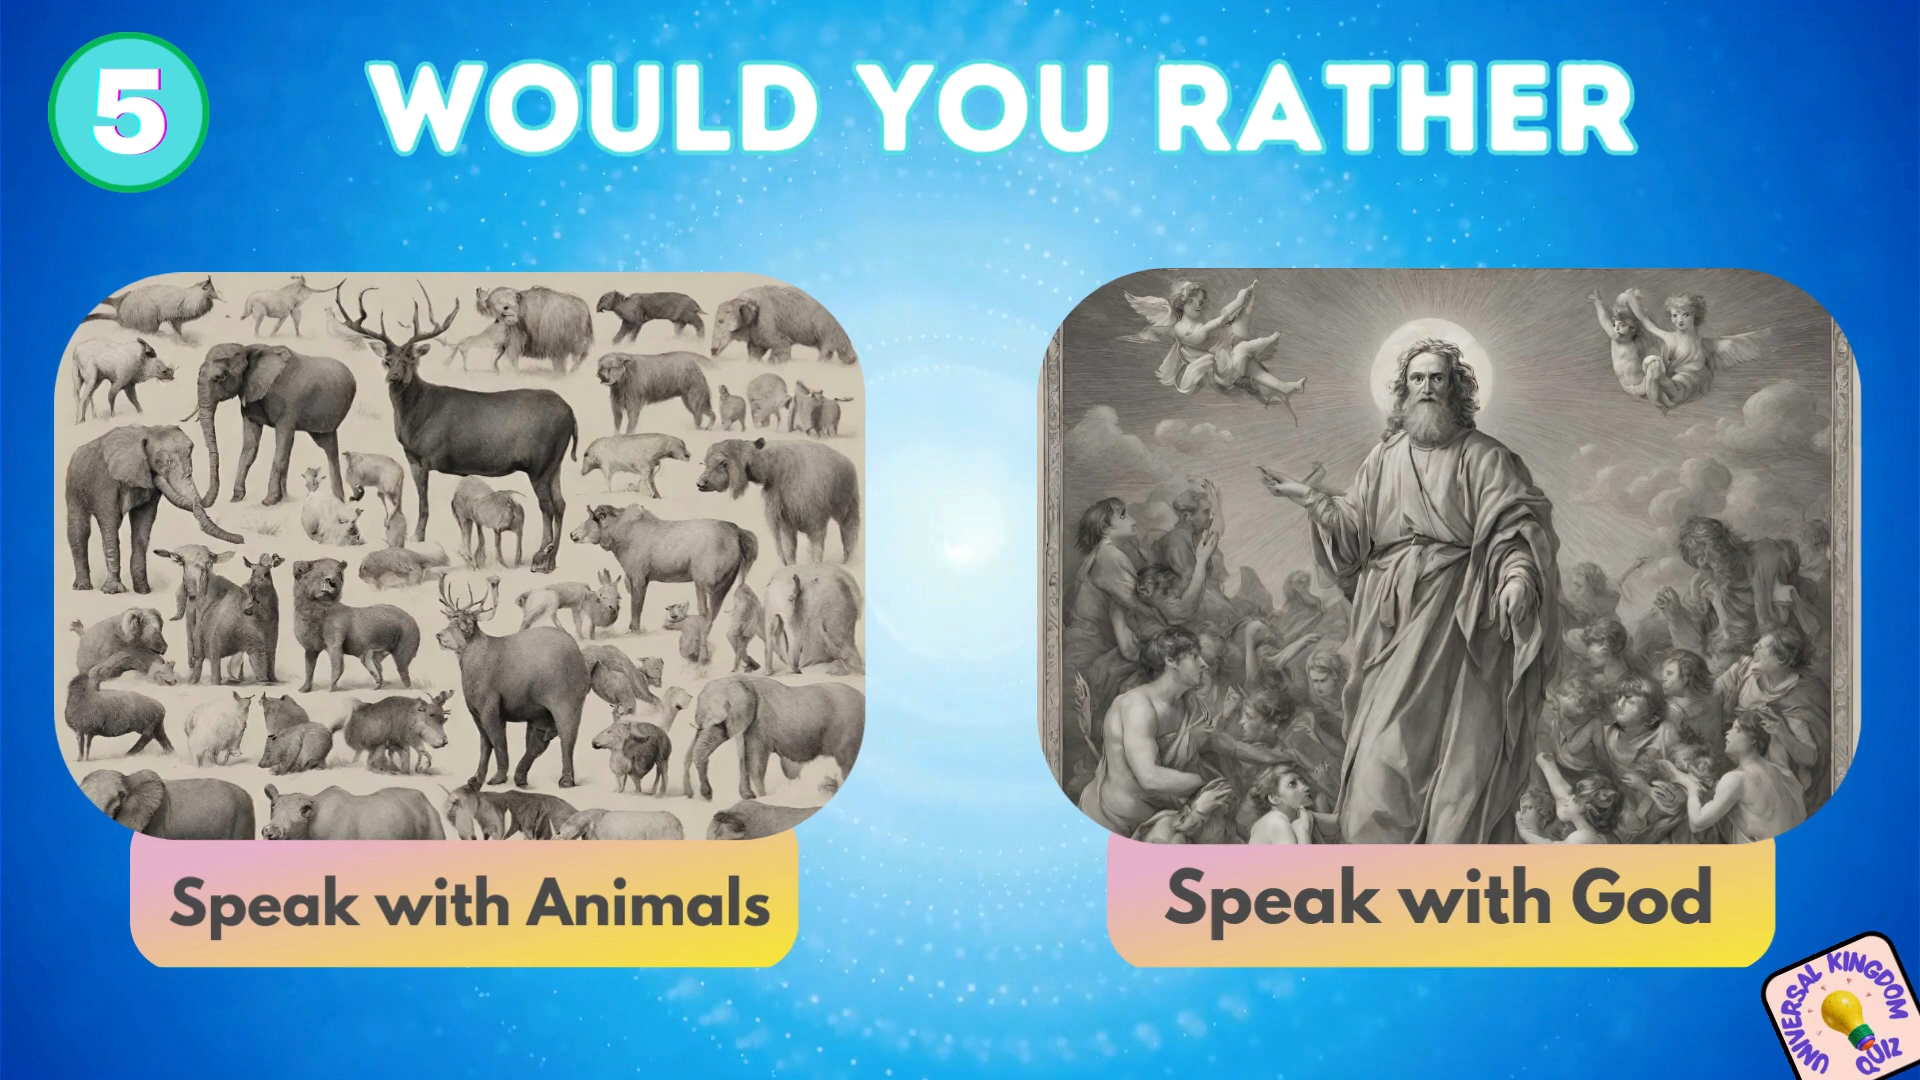 5
WOULD YOU RATHER
Speak with Animals
Speak with God
UNIVERSAL KINGDOM
QUIZ